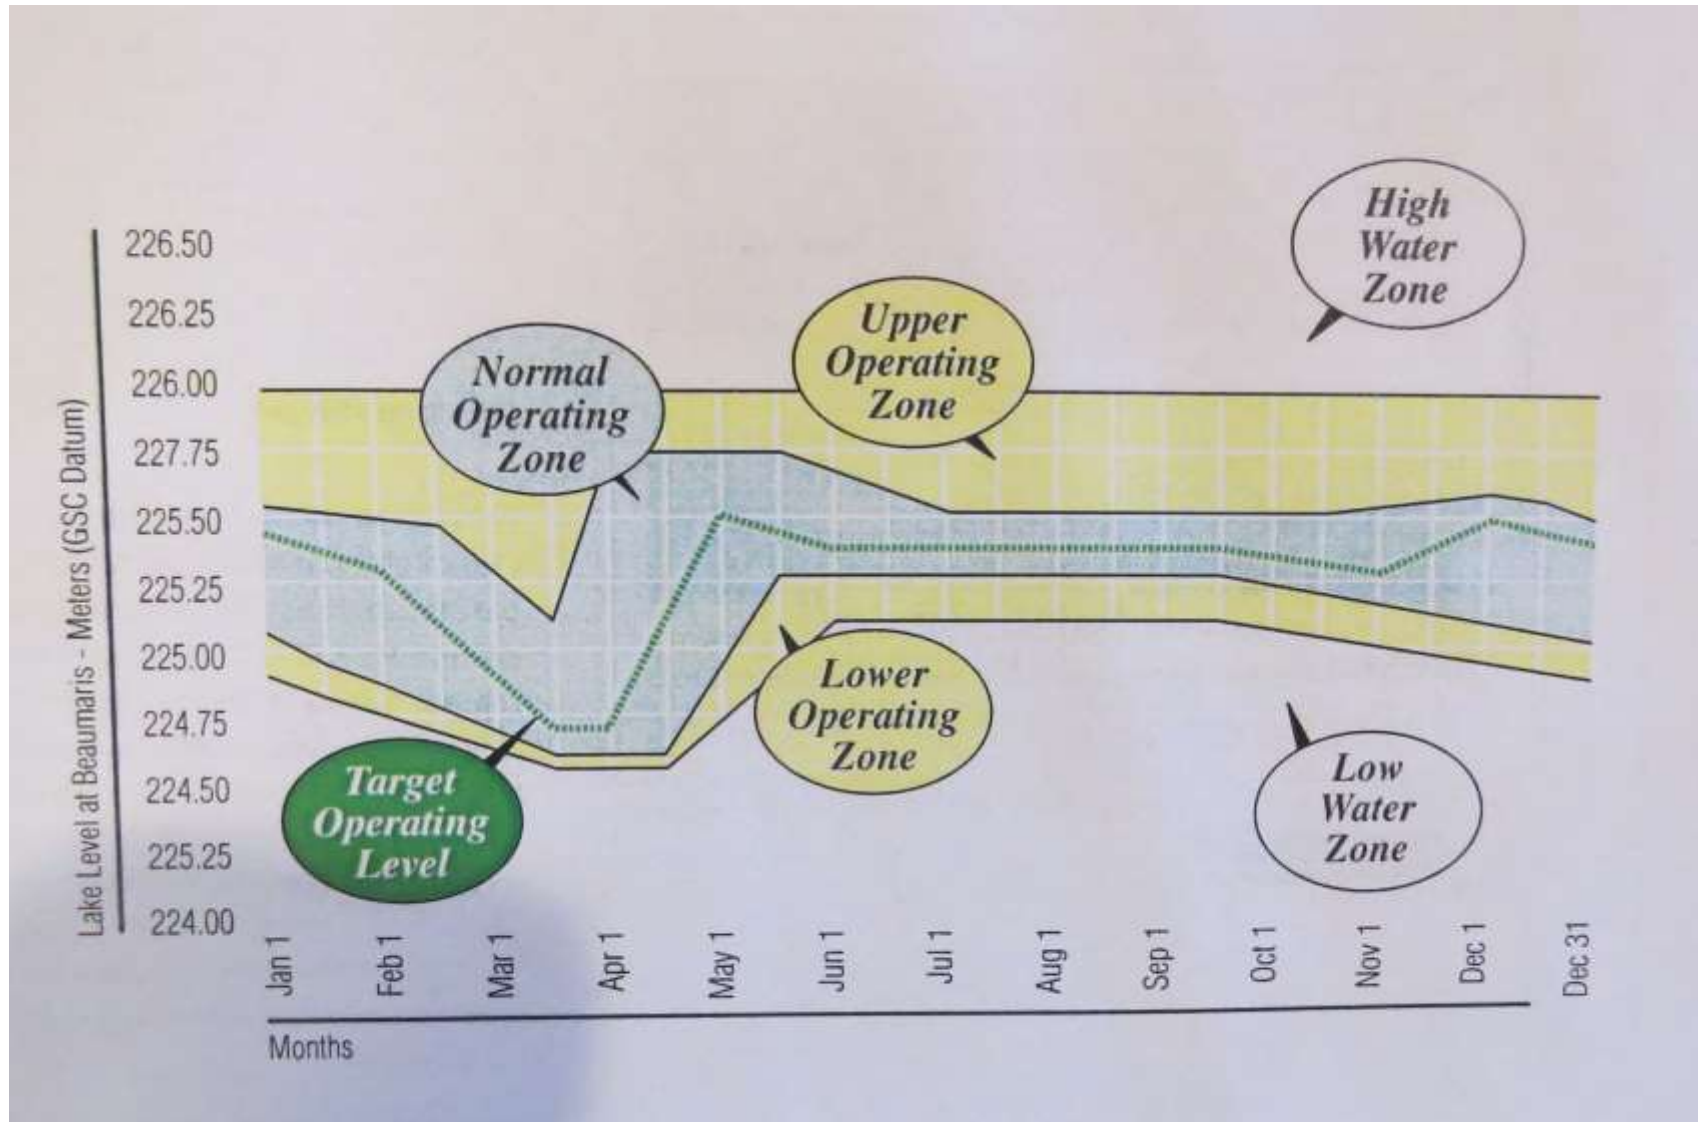 High
Water
Zone
226.50
226.25
226.00
227.75
225.50
225.25
225.00
224.75
224.50
225.25
224.00
Lake Level at Beaumaris - Meters (GSC Datum)
Upper
Operating
Zone
Normal
Operating
Zone
Lower
Operating
Zone
Target
Operating
Level
Low
Water
Zone
Jan 1
Feb 1
Mar 1
Apr 1
May 1
Jun 1
Jul 1
Aug 1
Sep 1
Oct 1
Nov 1
Dec 1
Dec 31
Months